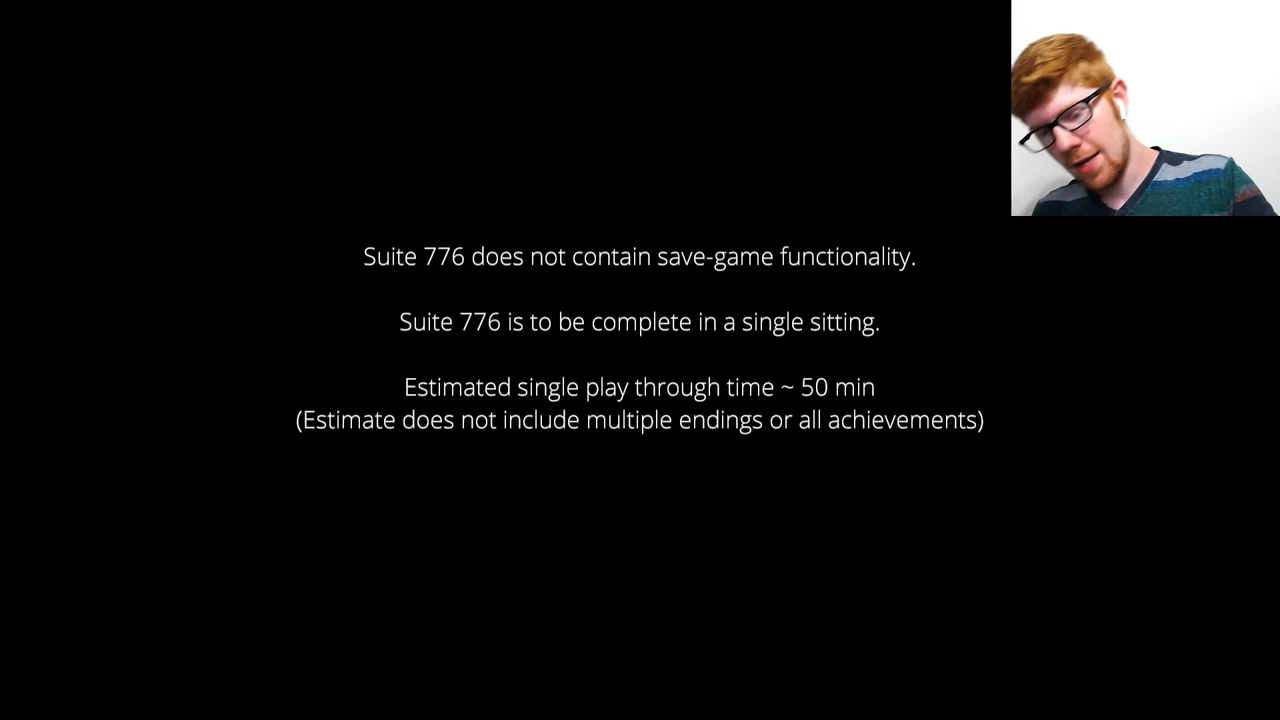 Suite 776 does not contain save-game functionality.
Suite 776 is to be complete in a single sitting.
Estimated single play through time ~ 50 min
(Estimate does not include multiple endings or all achievements)